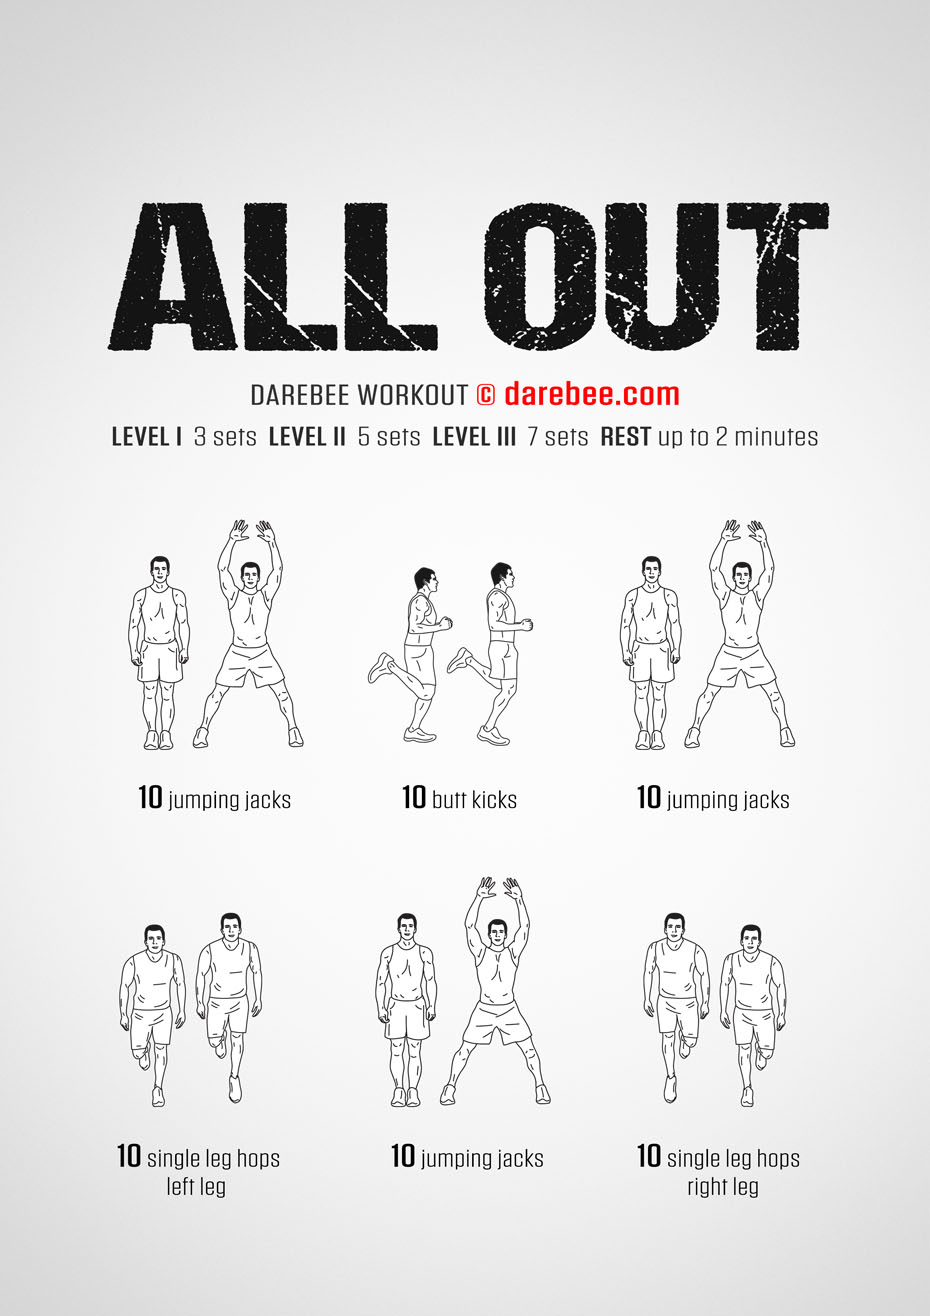 ALL OUT
DAREBEE WORKOUT © darebee.com
LEVEL I 3 sets LEVEL II 5 sets LEVEL III 7 sets REST up to 2 minutes
10 jumping jacks
10 butt kicks
10 jumping jacks
10 single leg hops
left leg
10 jumping jacks
10 single leg hops
right leg